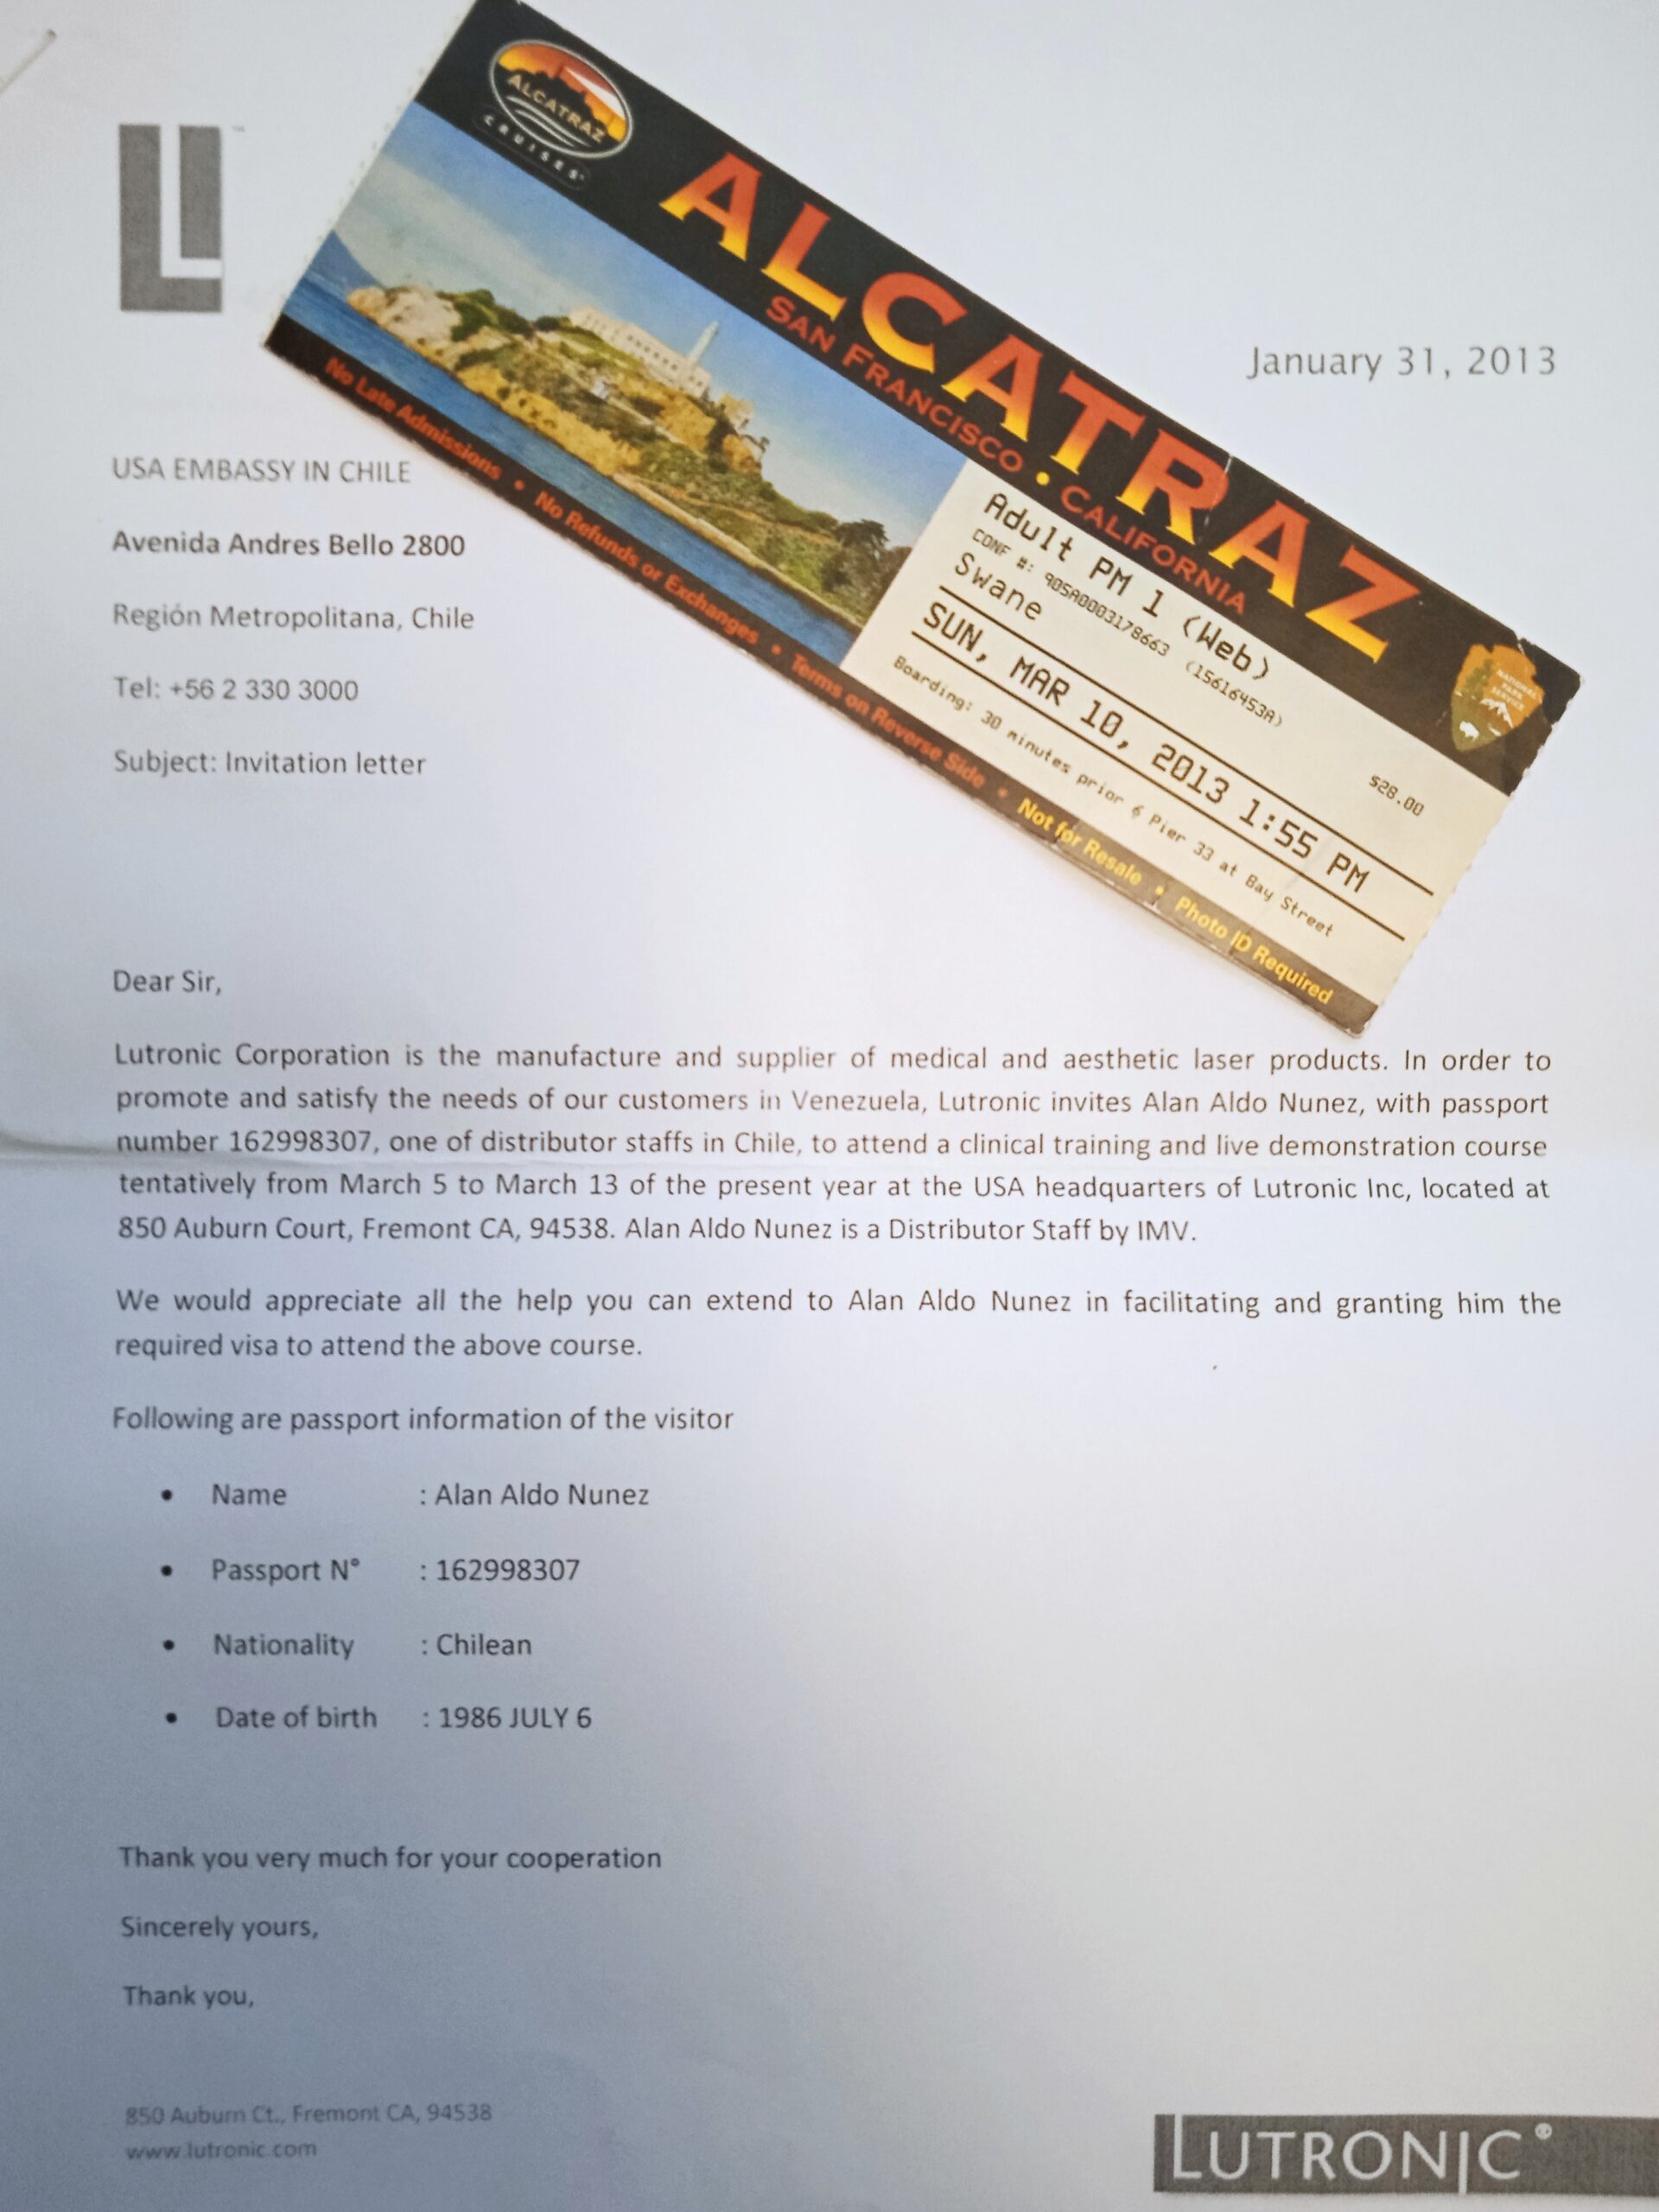 ALCATRAZ
CRUISES
ALCATRAZ
SAN FRANCISCO • CALIFORNIA
Adult PM 1 (Web)
CONF #: 905A0003178663 (15616453A)
Swane
$28.00
SUN, MAR 10, 2013 1:55 PM
Boarding: 30 minutes prior @ Pier 33 at Bay Street
No Late Admissions • No Refunds or Exchanges • Terms on Reverse Side • Not for Resale • Photo ID Required
NATIONAL
PARK
SERVICE
January 31, 2013
USA EMBASSY IN CHILE
Avenida Andres Bello 2800
Región Metropolitana, Chile
Tel: +56 2 330 3000
Subject: Invitation letter
Dear Sir,
Lutronic Corporation is the manufacture and supplier of medical and aesthetic laser products. In order to
promote and satisfy the needs of our customers in Venezuela, Lutronic invites Alan Aldo Nunez, with passport
number 162998307, one of distributor staffs in Chile, to attend a clinical training and live demonstration course
tentatively from March 5 to March 13 of the present year at the USA headquarters of Lutronic Inc, located at
850 Auburn Court, Fremont CA, 94538. Alan Aldo Nunez is a Distributor Staff by IMV.
We would appreciate all the help you can extend to Alan Aldo Nunez in facilitating and granting him the
required visa to attend the above course.
Following are passport information of the visitor
• Name : Alan Aldo Nunez
• Passport N° : 162998307
• Nationality : Chilean
• Date of birth : 1986 JULY 6
Thank you very much for your cooperation
Sincerely yours,
Thank you,
850 Auburn Ct., Fremont CA, 94538
www.lutronic.com
LUTRONIC®